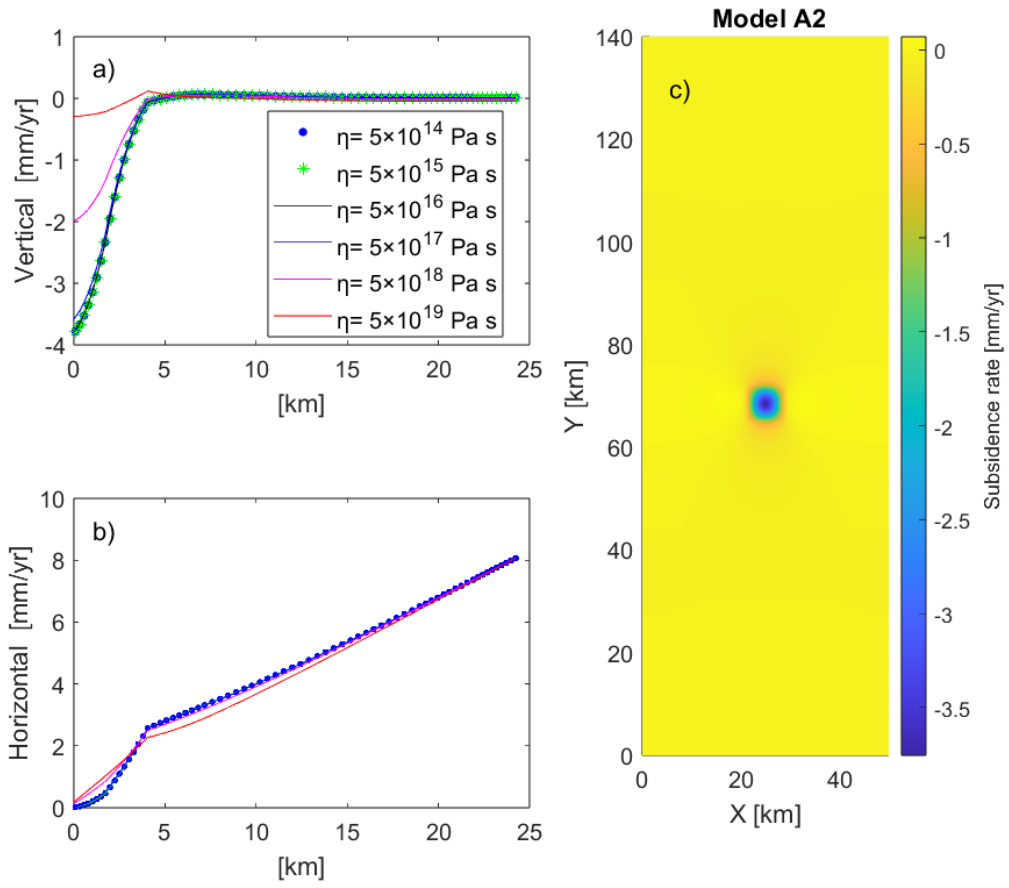 a)
1
0
-1
-2
-3
-4
Vertical [mm/yr]
η= 5×10^14 Pa s
η= 5×10^15 Pa s
η= 5×10^16 Pa s
η= 5×10^17 Pa s
η= 5×10^18 Pa s
η= 5×10^19 Pa s
0 5 10 15 20 25
[km]
b)
10
8
6
4
2
0
Horizontal [mm/yr]
0 5 10 15 20 25
[km]
Model A2
c)
140
120
100
80
60
40
20
0
Y [km]
0 20 40
X [km]
0
-0.5
-1
-1.5
-2
-2.5
-3
-3.5
Subsidence rate [mm/yr]